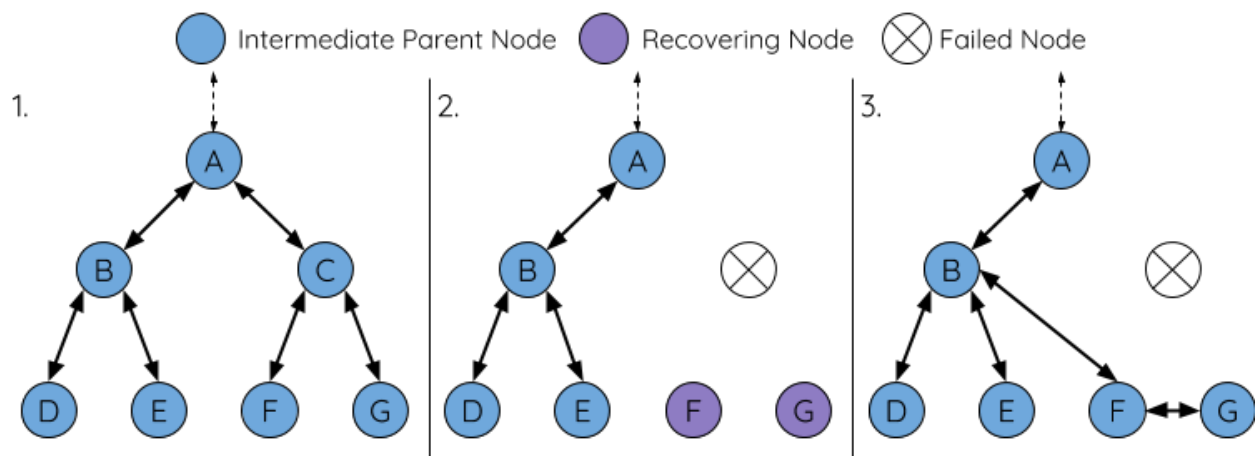 Intermediate Parent Node Recovering Node Failed Node
1. 2. 3.
A A A
B C B B
D E F G D E F G D E F G